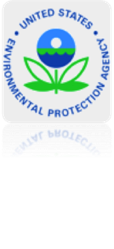 UNITED STATES
ENVIRONMENTAL PROTECTION AGENCY